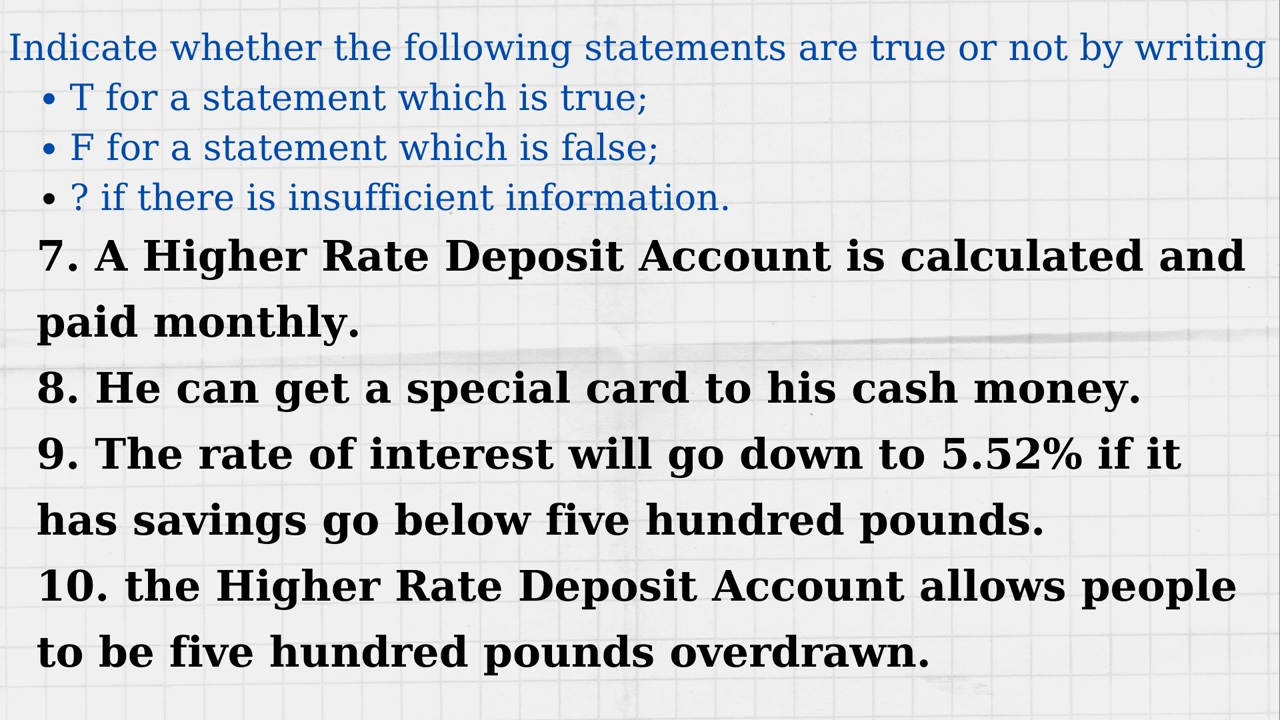 Indicate whether the following statements are true or not by writing
• T for a statement which is true;
• F for a statement which is false;
• ? if there is insufficient information.
7. A Higher Rate Deposit Account is calculated and
paid monthly.
8. He can get a special card to his cash money.
9. The rate of interest will go down to 5.52% if it
has savings go below five hundred pounds.
10. the Higher Rate Deposit Account allows people
to be five hundred pounds overdrawn.